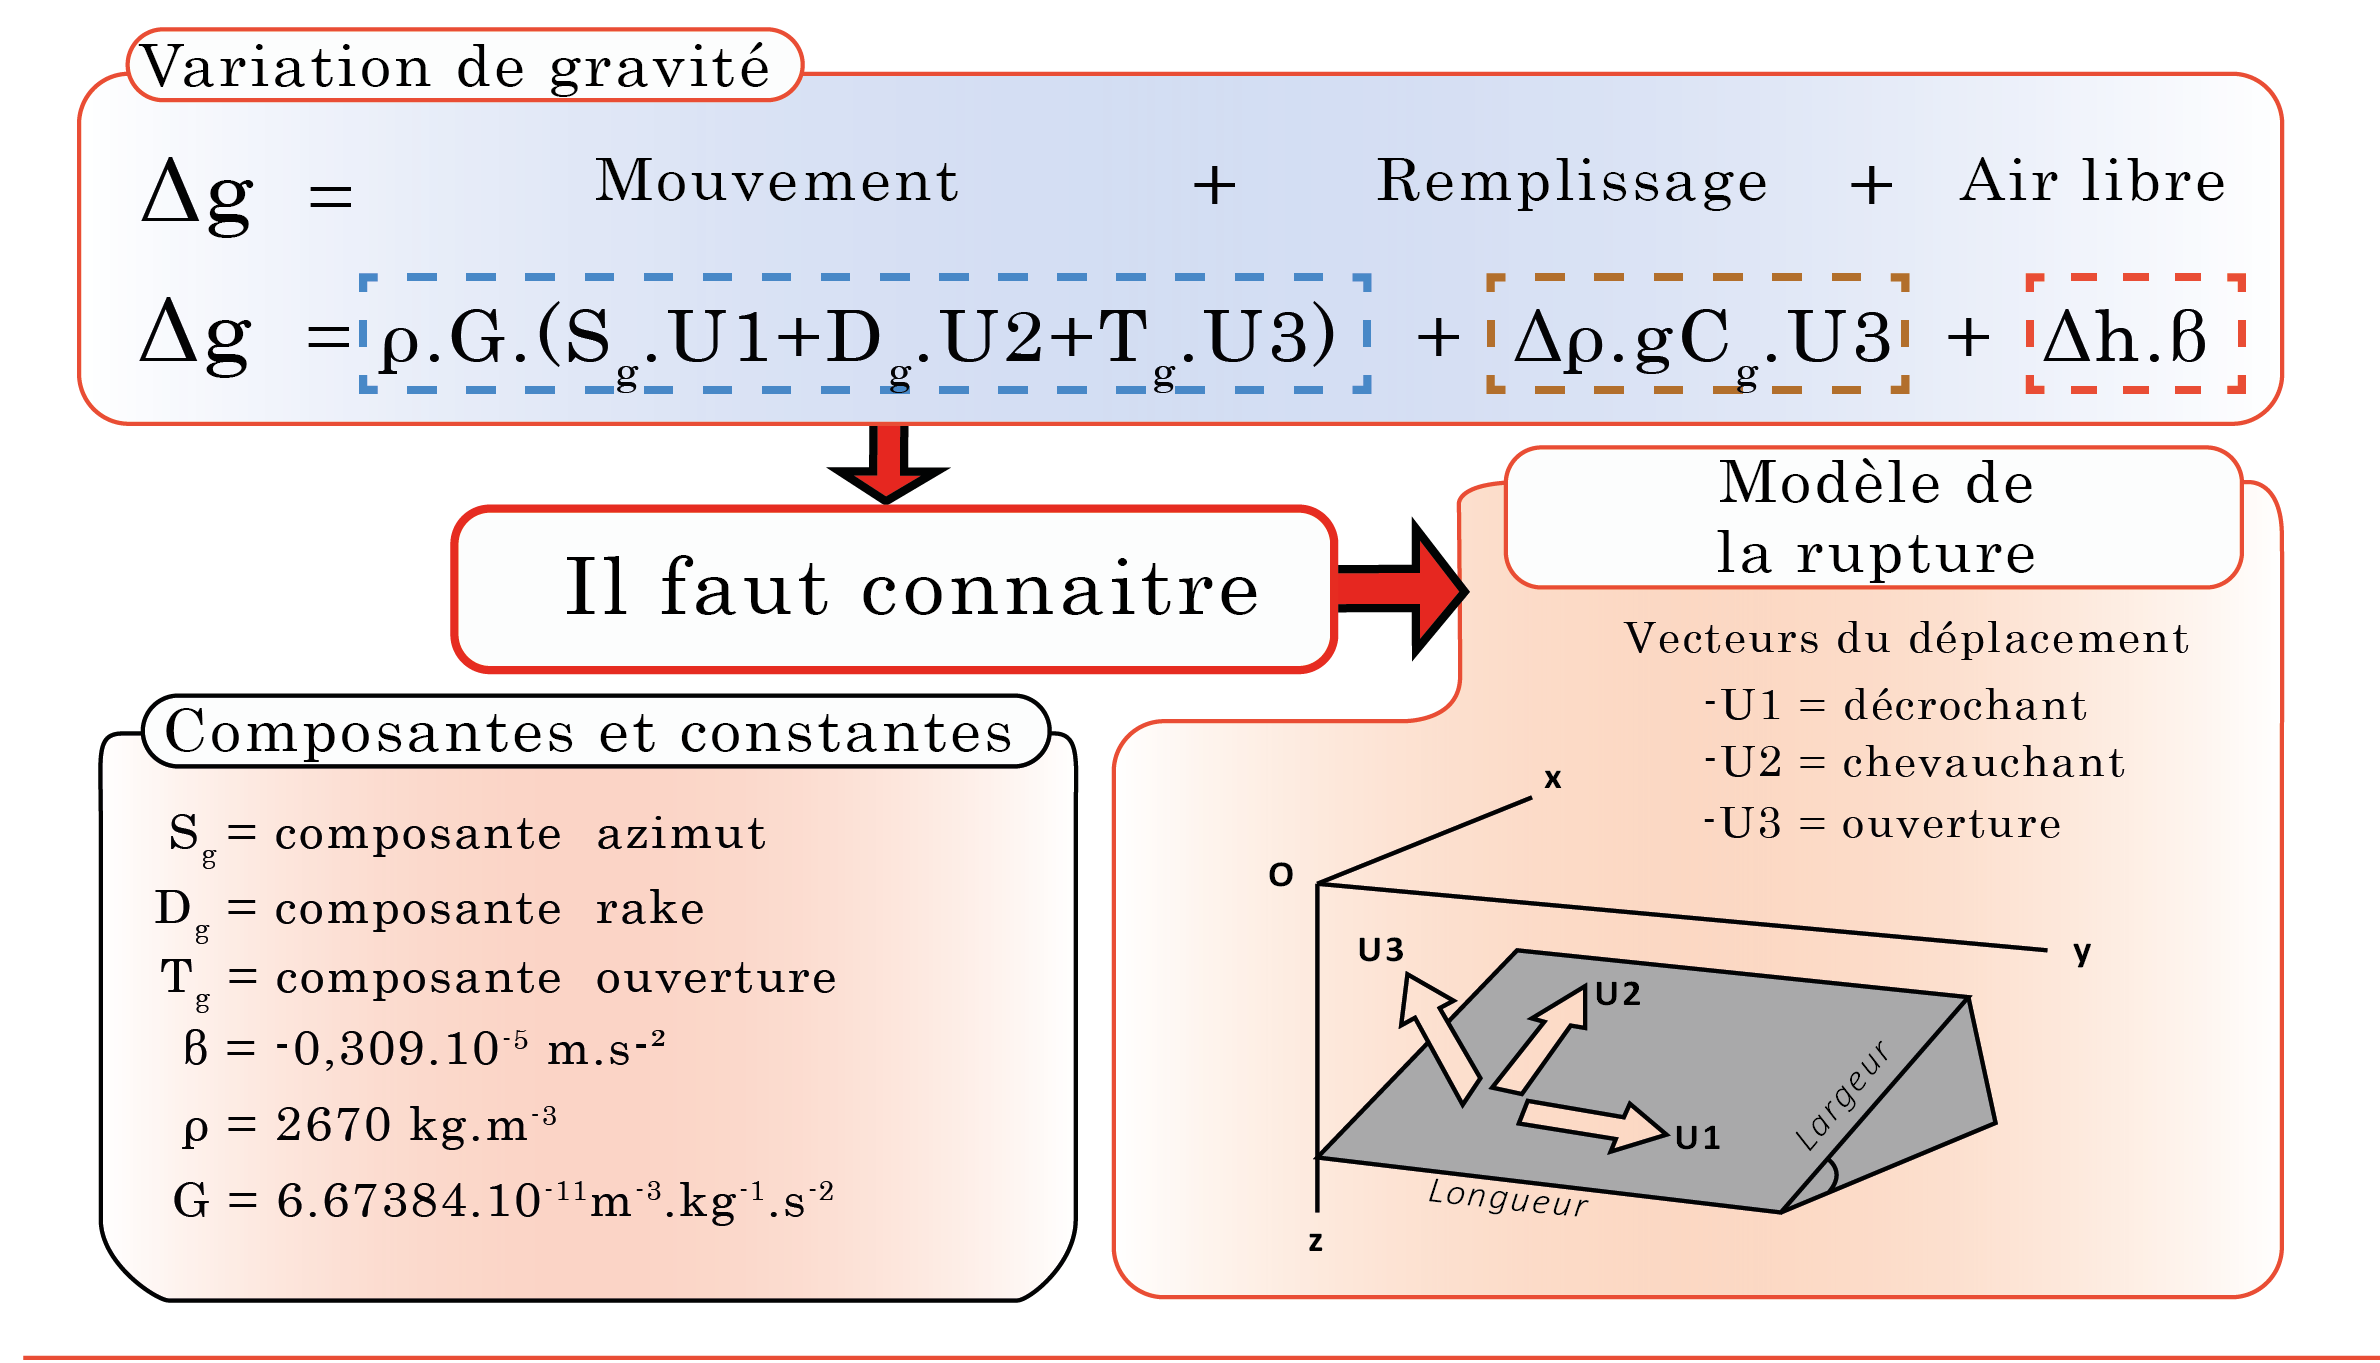 Variation de gravité
Δg = Mouvement + Remplissage + Air libre
Δg = ρ.G.(Sg.U1+Dg.U2+Tg.U3) + Δρ.gCg.U3 + Δh.β
Il faut connaitre
Modèle de
la rupture
Vecteurs du déplacement
-U1 = décrochant
-U2 = chevauchant
-U3 = ouverture
x
O
y
U3
U2
U1
Largeur
Longueur
z
Composantes et constantes
Sg = composante azimut
Dg = composante rake
Tg = composante ouverture
β = -0,309.10⁻⁵ m.s⁻²
ρ = 2670 kg.m⁻³
G = 6.67384.10⁻¹¹m⁻³.kg⁻¹.s⁻²